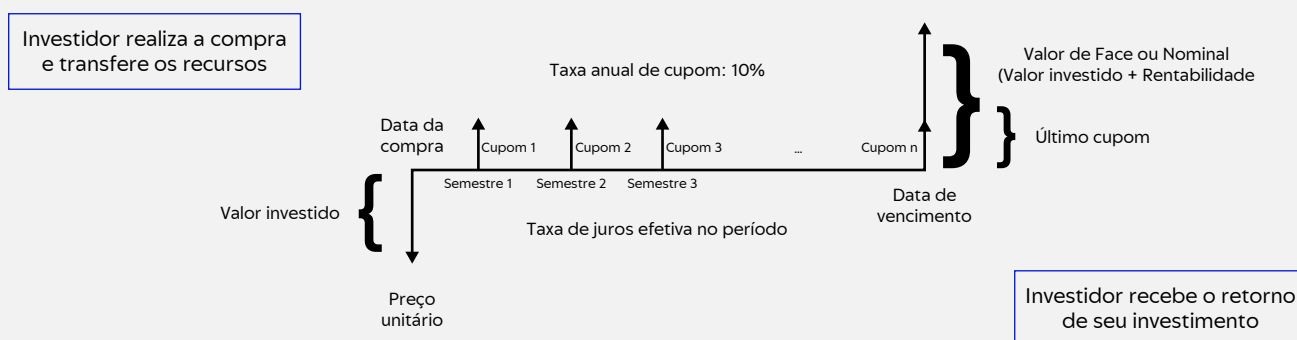 Investidor realiza a compra
e transfere os recursos
Taxa anual de cupom: 10%
Valor de Face ou Nominal
(Valor investido + Rentabilidade
Data da
compra
Cupom 1
Cupom 2
Cupom 3
...
Cupom n
Último cupom
Semestre 1
Semestre 2
Semestre 3
Data de
vencimento
Valor investido
Taxa de juros efetiva no período
Preço
unitário
Investidor recebe o retorno
de seu investimento